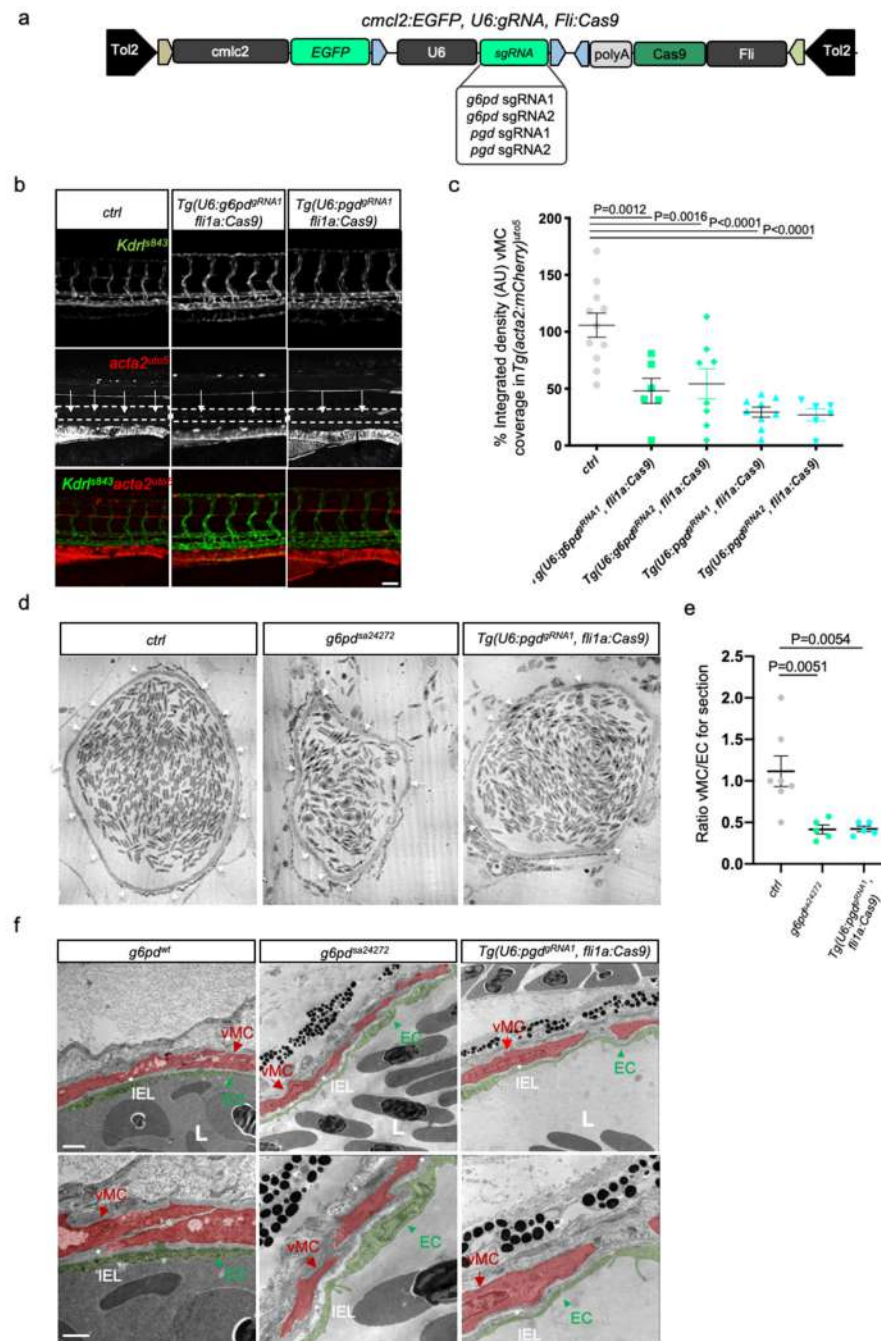 a
cmcl2:EGFP, U6:gRNA, Fli:Cas9
Tol2 cmlc2 EGFP U6 sgRNA polyA Cas9 Fli Tol2
g6pd sgRNA1
g6pd sgRNA2
pgd sgRNA1
pgd sgRNA2
b
ctrl
Tg(U6:g6pdgRNA1
fli1a:Cas9)
Tg(U6:pgdgRNA1
fli1a:Cas9)
Kdrls843
acta2uto5
Kdrls843acta2uto5
c
P=0.0012
P=0.0016
P<0.0001
P<0.0001
% Integrated density (AU) vMC
coverage in Tg(acta2:mCherry)uto5
200
150
100
50
0
ctrl
g(U6:g6pdgRNA1, fli1a:Cas9)
Tg(U6:g6pdgRNA2, fli1a:Cas9)
Tg(U6:pgdgRNA1, fli1a:Cas9)
Tg(U6:pgdgRNA2, fli1a:Cas9)
d
ctrl
g6pdsa24272
Tg(U6:pgdgRNA1, fli1a:Cas9)
e
P=0.0054
P=0.0051
Ratio vMC/EC for section
2.5
2.0
1.5
1.0
0.5
0.0
ctrl
g6pdsa24272
Tg(U6:pgdgRNA1,
fli1a:Cas9)
f
g6pdwt
g6pdsa24272
Tg(U6:pgdgRNA1, fli1a:Cas9)
vMC
IEL
L
vMC
EC
IEL
L
vMC
EC
IEL
L
vMC
EC
IEL
vMC
EC
IEL
vMC
EC
IEL